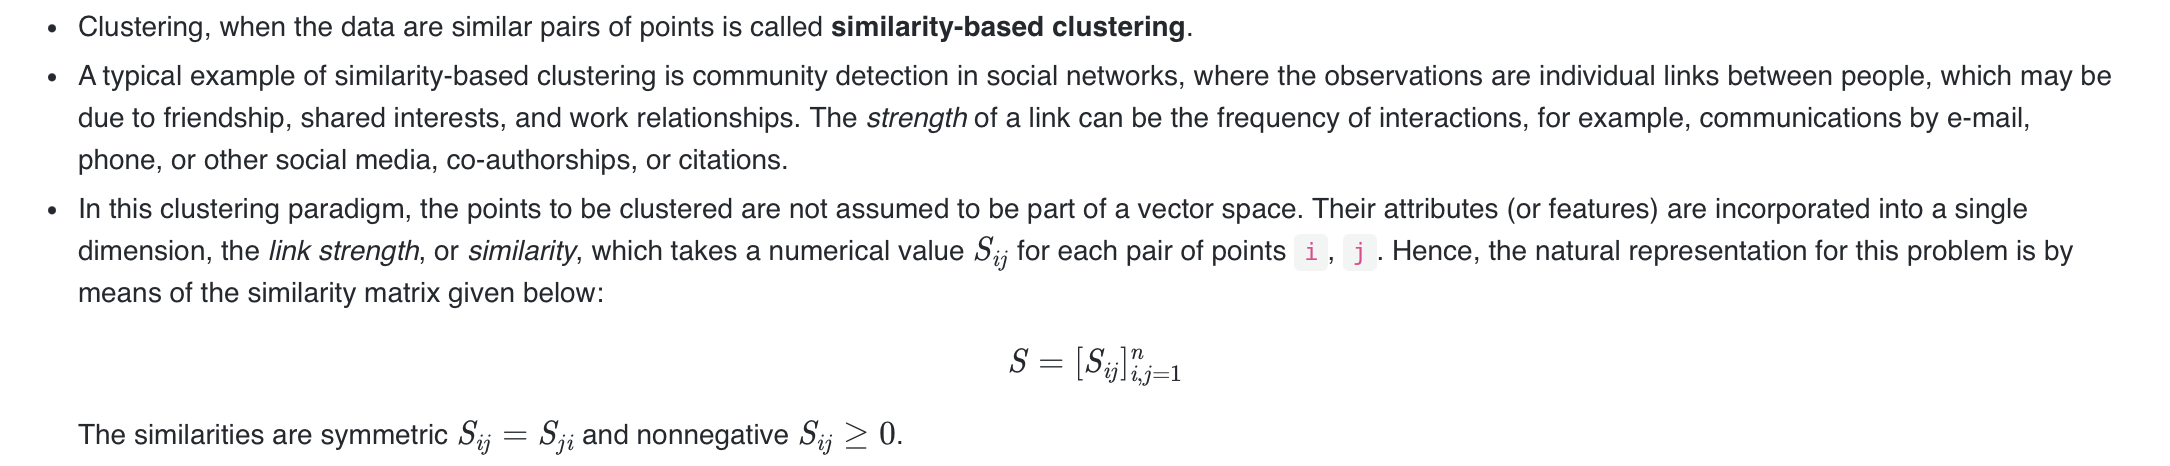 • Clustering, when the data are similar pairs of points is called similarity-based clustering.
• A typical example of similarity-based clustering is community detection in social networks, where the observations are individual links between people, which may be
due to friendship, shared interests, and work relationships. The strength of a link can be the frequency of interactions, for example, communications by e-mail,
phone, or other social media, co-authorships, or citations.
• In this clustering paradigm, the points to be clustered are not assumed to be part of a vector space. Their attributes (or features) are incorporated into a single
dimension, the link strength, or similarity, which takes a numerical value S_{ij} for each pair of points i , j . Hence, the natural representation for this problem is by
means of the similarity matrix given below:
S = [S_{ij}]_{i,j=1}^{n}
The similarities are symmetric S_{ij} = S_{ji} and nonnegative S_{ij} ≥ 0.